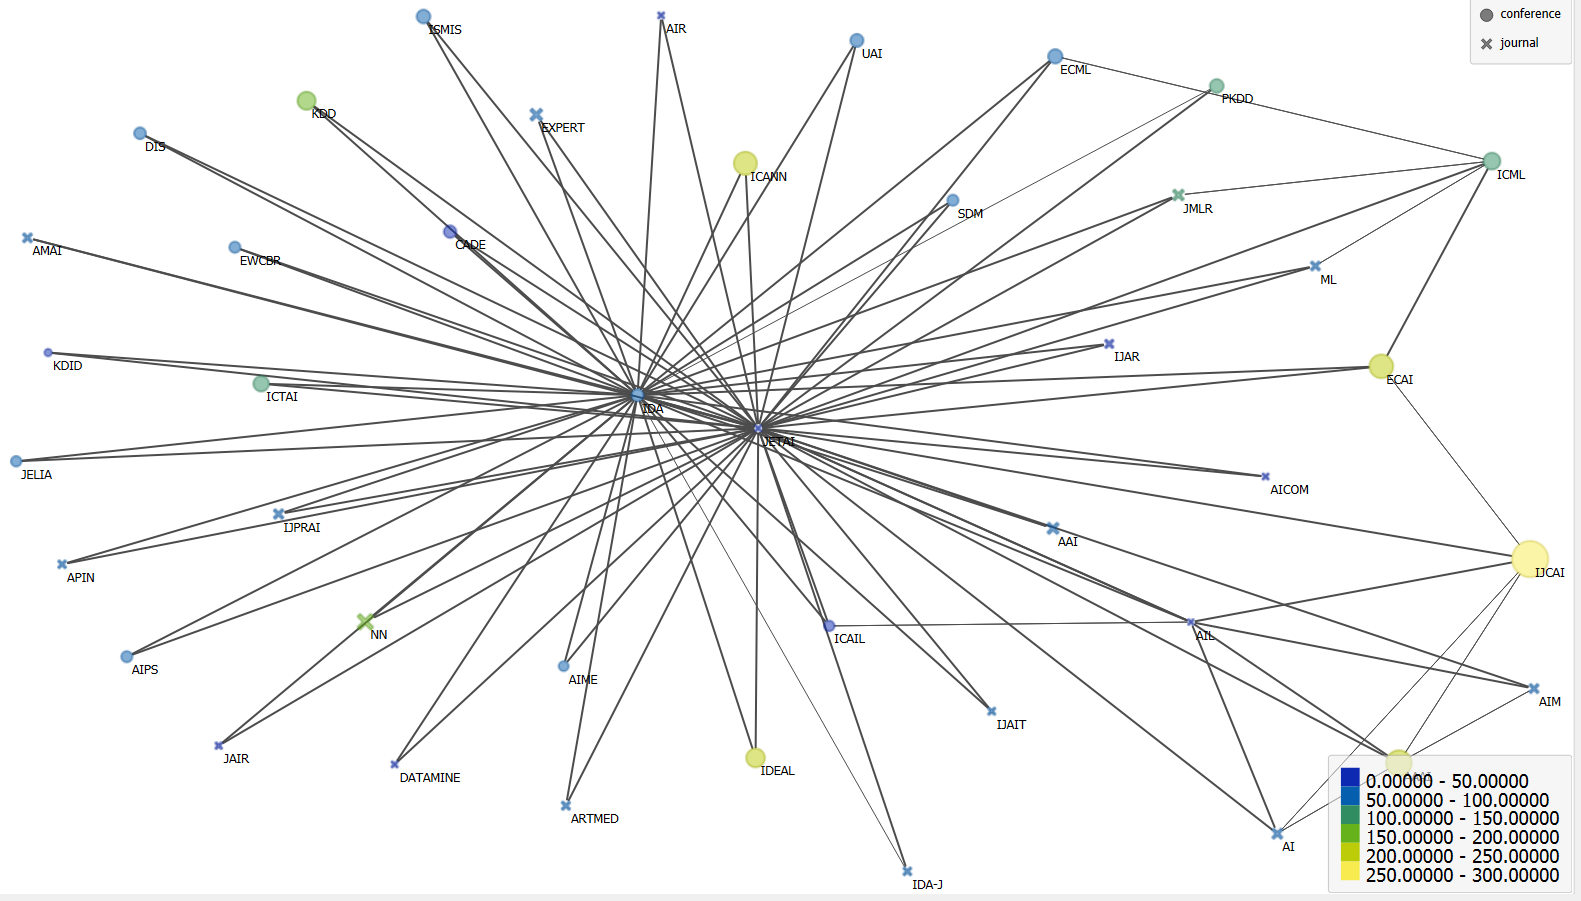 conference
journal
ISMIS
AIR
UAI
ECML
PKDD
KDD
EXPERT
DIS
ICANN
ICML
SDM
JMLR
CADE
AMAI
EWCBR
ML
IJAR
KDID
ECAI
ICTAI
IDA
JETAI
JELIA
AICOM
IJPRAI
AAI
IJCAI
APIN
NN
ICAIL
AIL
AIPS
AIME
AIM
IJAIT
JAIR
DATAMINE
IDEAL
ARTMED
AI
IDA-J
0.00000 - 50.00000
50.00000 - 100.00000
100.00000 - 150.00000
150.00000 - 200.00000
200.00000 - 250.00000
250.00000 - 300.00000